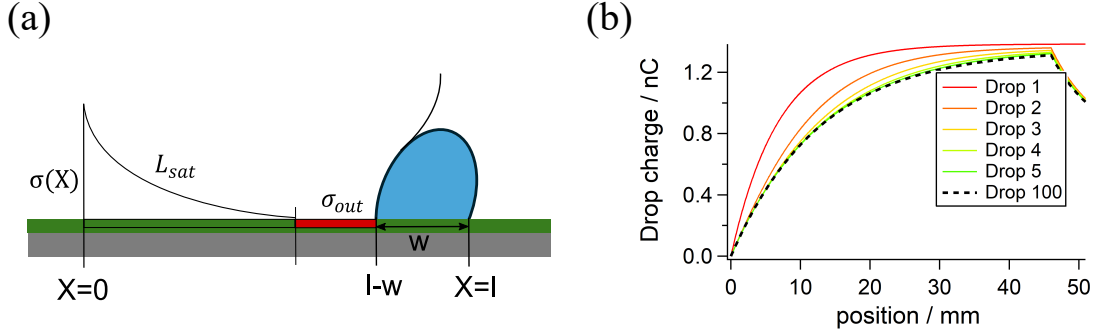 (a)
σ(X)
L_sat
σ_out
w
X=0
l-w
X=l
(b)
Drop charge / nC
1.2
0.8
0.4
0.0
Drop 1
Drop 2
Drop 3
Drop 4
Drop 5
Drop 100
0 10 20 30 40 50
position / mm